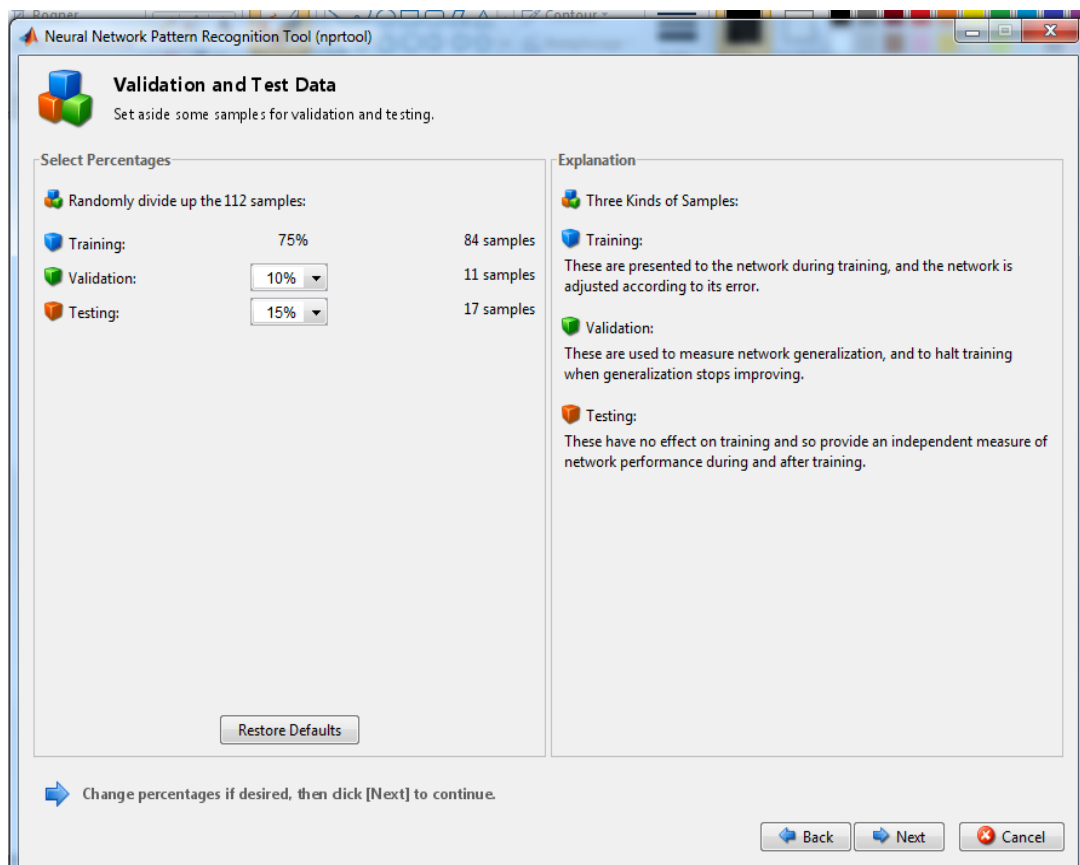 Rogner
Contour
Neural Network Pattern Recognition Tool (nprtool)
Validation and Test Data
Set aside some samples for validation and testing.
Select Percentages
Randomly divide up the 112 samples:
Training: 75% 84 samples
Validation: 10% 11 samples
Testing: 15% 17 samples
Restore Defaults
Explanation
Three Kinds of Samples:
Training:
These are presented to the network during training, and the network is
adjusted according to its error.
Validation:
These are used to measure network generalization, and to halt training
when generalization stops improving.
Testing:
These have no effect on training and so provide an independent measure of
network performance during and after training.
Change percentages if desired, then click [Next] to continue.
Back Next Cancel